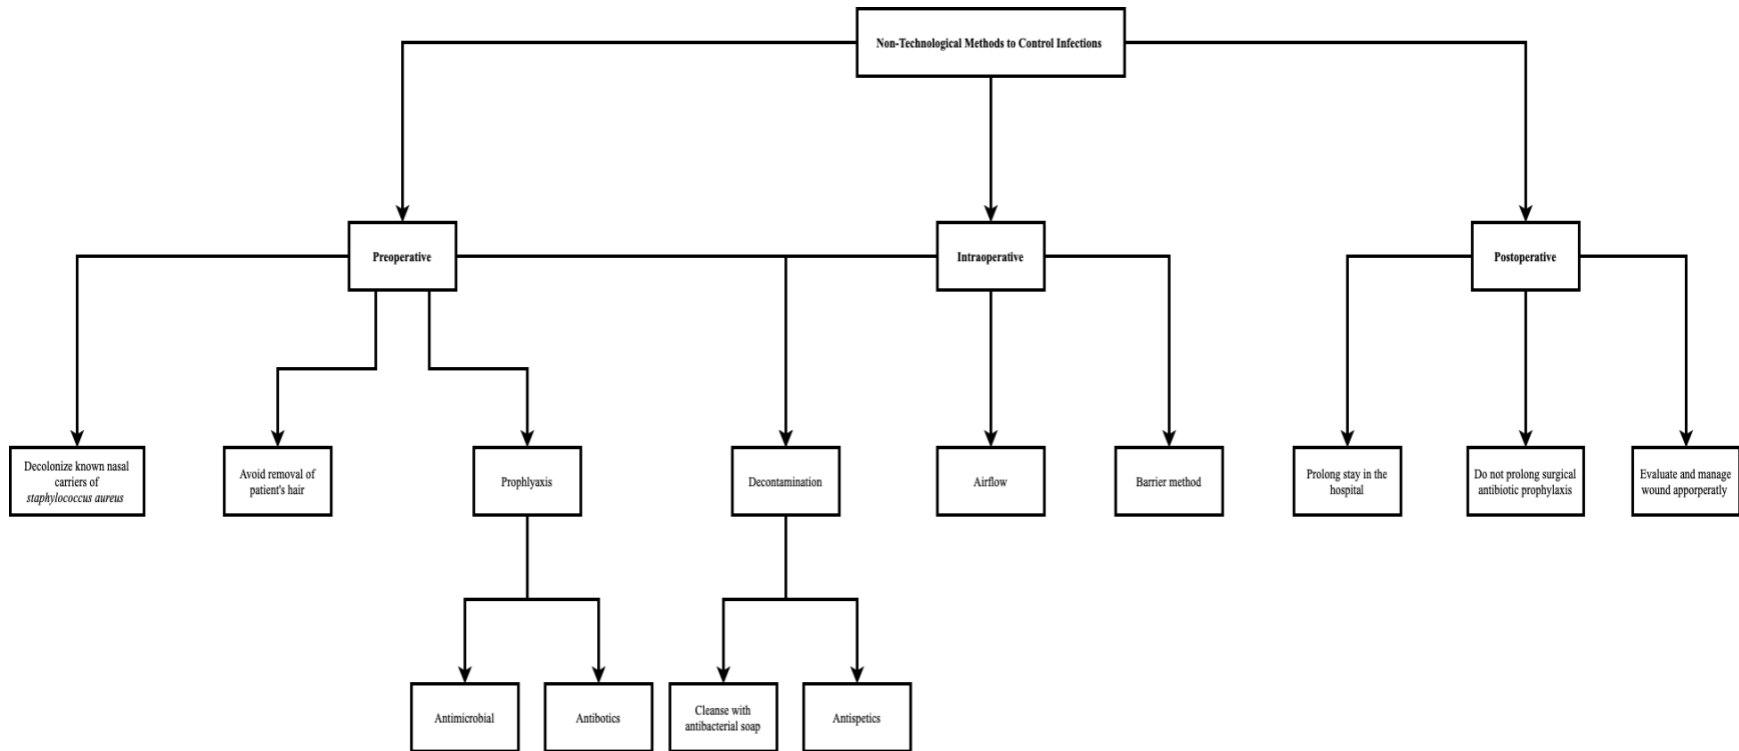 Non-Technological Methods to Control Infections
Preoperative
Intraoperative
Postoperative
Decolonize known nasal
carriers of
staphylococcus aureus
Avoid removal of
patient's hair
Prophlyaxis
Decontamination
Airflow
Barrier method
Prolong stay in the
hospital
Do not prolong surgical
antibiotic prophylaxis
Evaluate and manage
wound apporperatly
Antimicrobial
Antibotics
Cleanse with
antibacterial soap
Antispetics